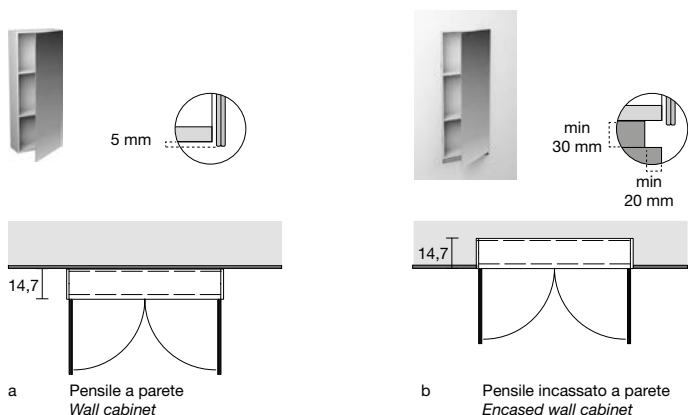 5 mm
min
30 mm
min
20 mm
14,7
14,7
a Pensile a parete
Wall cabinet
b Pensile incassato a parete
Encased wall cabinet